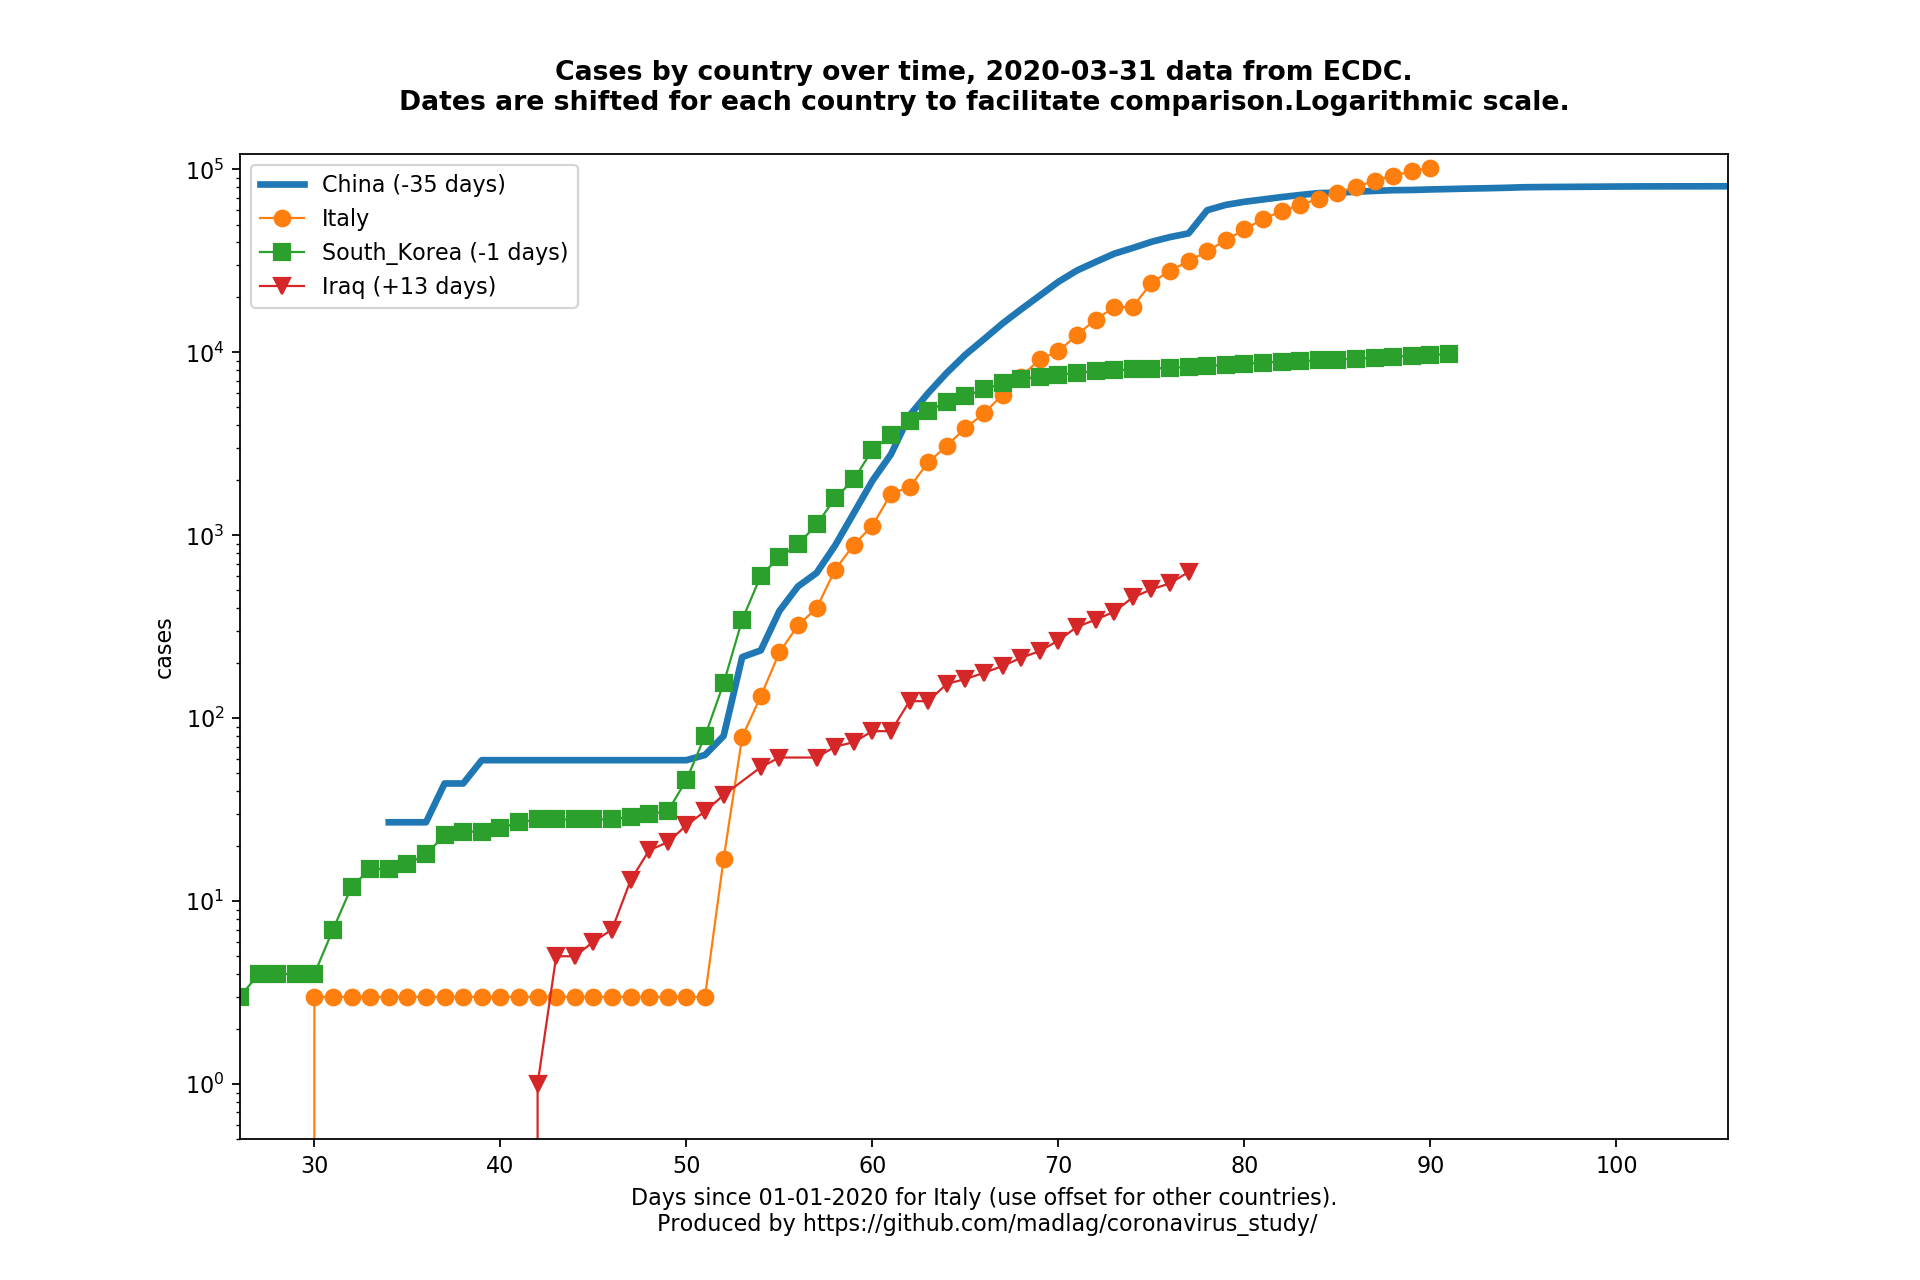 Cases by country over time, 2020-03-31 data from ECDC.
Dates are shifted for each country to facilitate comparison.Logarithmic scale.
10⁵
10⁴
10³
10²
10¹
10⁰
cases
China (-35 days)
Italy
South_Korea (-1 days)
Iraq (+13 days)
30 40 50 60 70 80 90 100
Days since 01-01-2020 for Italy (use offset for other countries).
Produced by https://github.com/madlag/coronavirus_study/